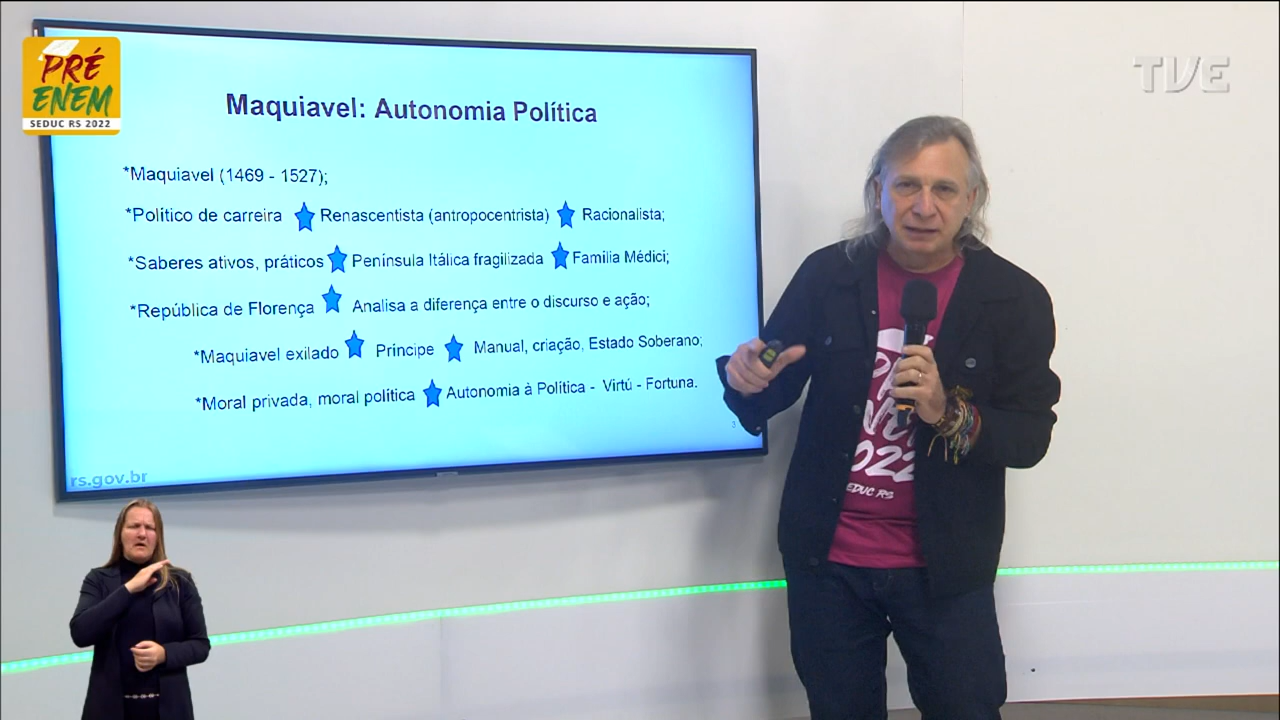 PRÉ
ENEM
SEDUC RS 2022
TVE
Maquiavel: Autonomia Política
*Maquiavel (1469 - 1527);
*Político de carreira Renascentista (antropocentrista) Racionalista;
*Saberes ativos, práticos Península Itálica fragilizada Família Médici;
*República de Florença Analisa a diferença entre o discurso e ação;
*Maquiavel exilado Príncipe Manual, criação, Estado Soberano;
*Moral privada, moral política Autonomia à Política - Virtú - Fortuna.
3
rs.gov.br
2022
SEDUC RS